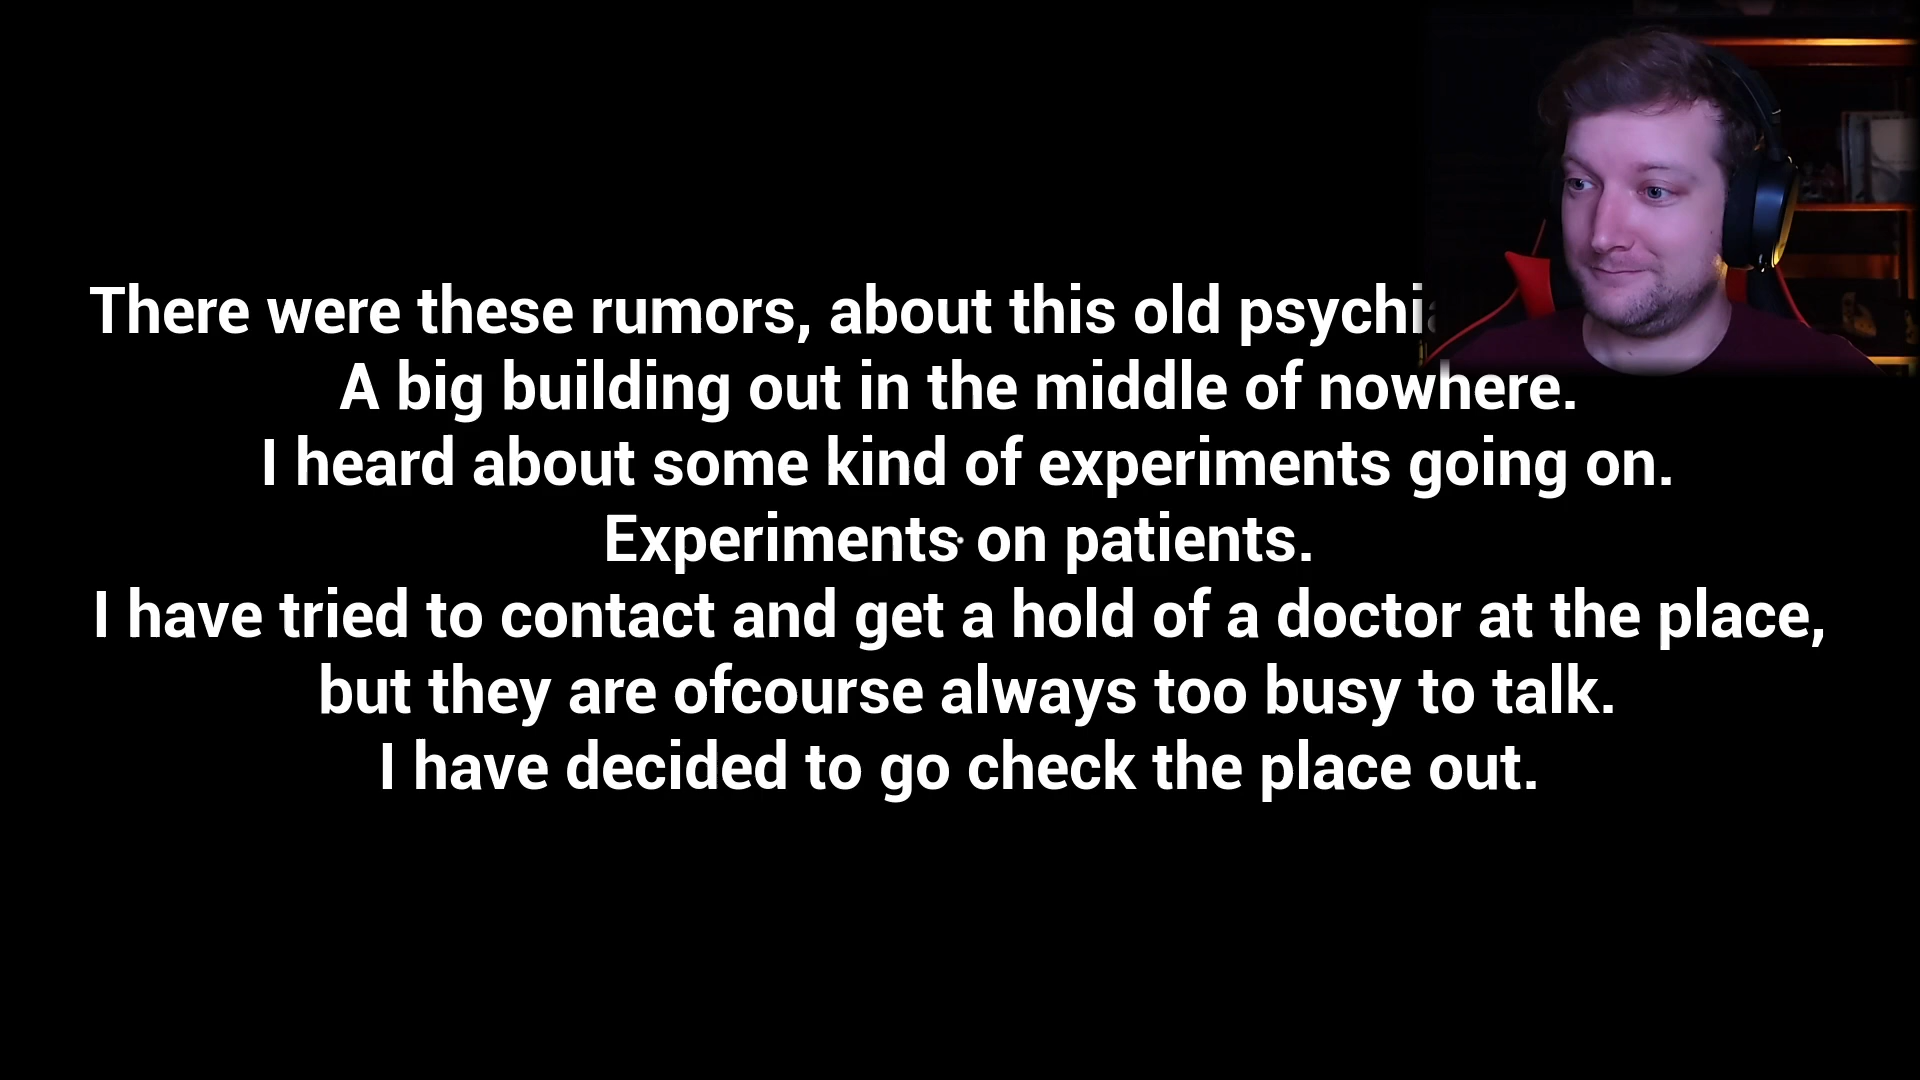 There were these rumors, about this old
A big building out in the middle of nowhere.
I heard about some kind of experiments going on.
Experiments on patients.
I have tried to contact and get a hold of a doctor at the place,
but they are ofcourse always too busy to talk.
I have decided to go check the place out.